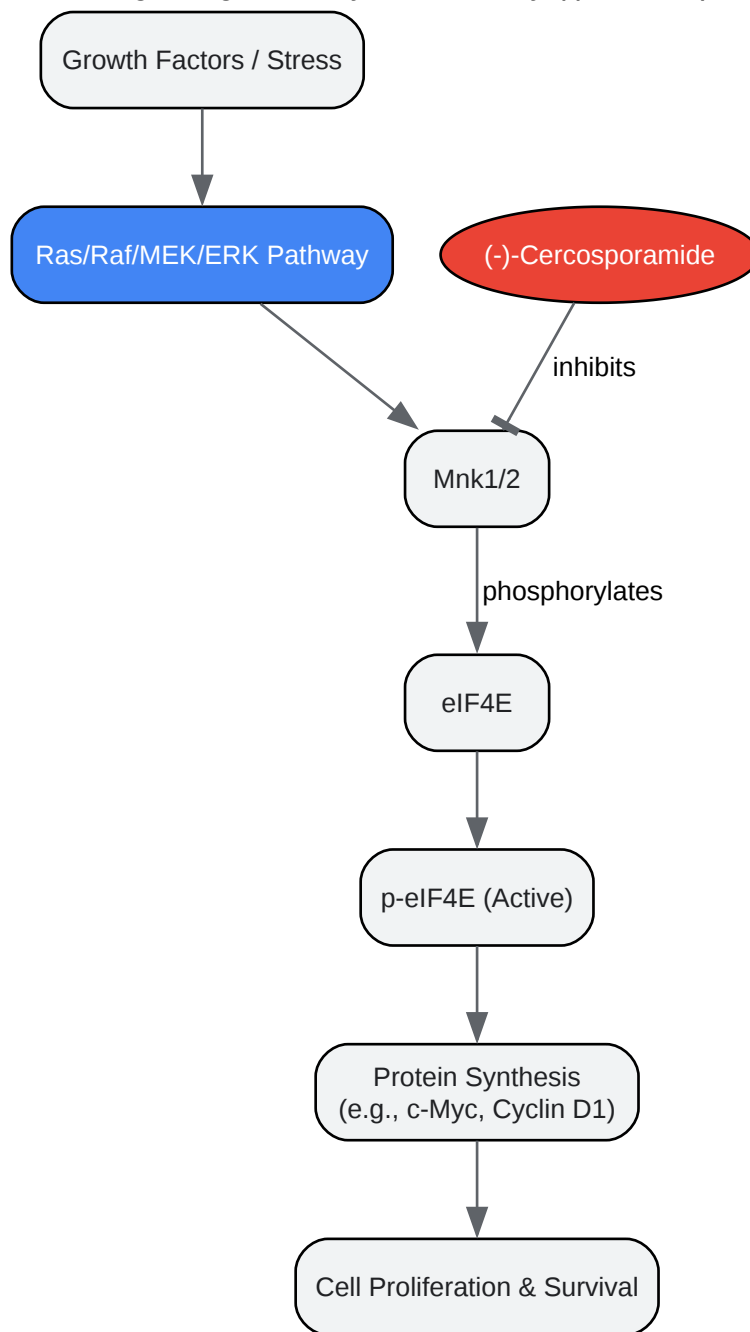 Growth Factors / Stress
Ras/Raf/MEK/ERK Pathway
(-)-Cercosporamide
inhibits
Mnk1/2
phosphorylates
eIF4E
p-eIF4E (Active)
Protein Synthesis
(e.g., c-Myc, Cyclin D1)
Cell Proliferation & Survival